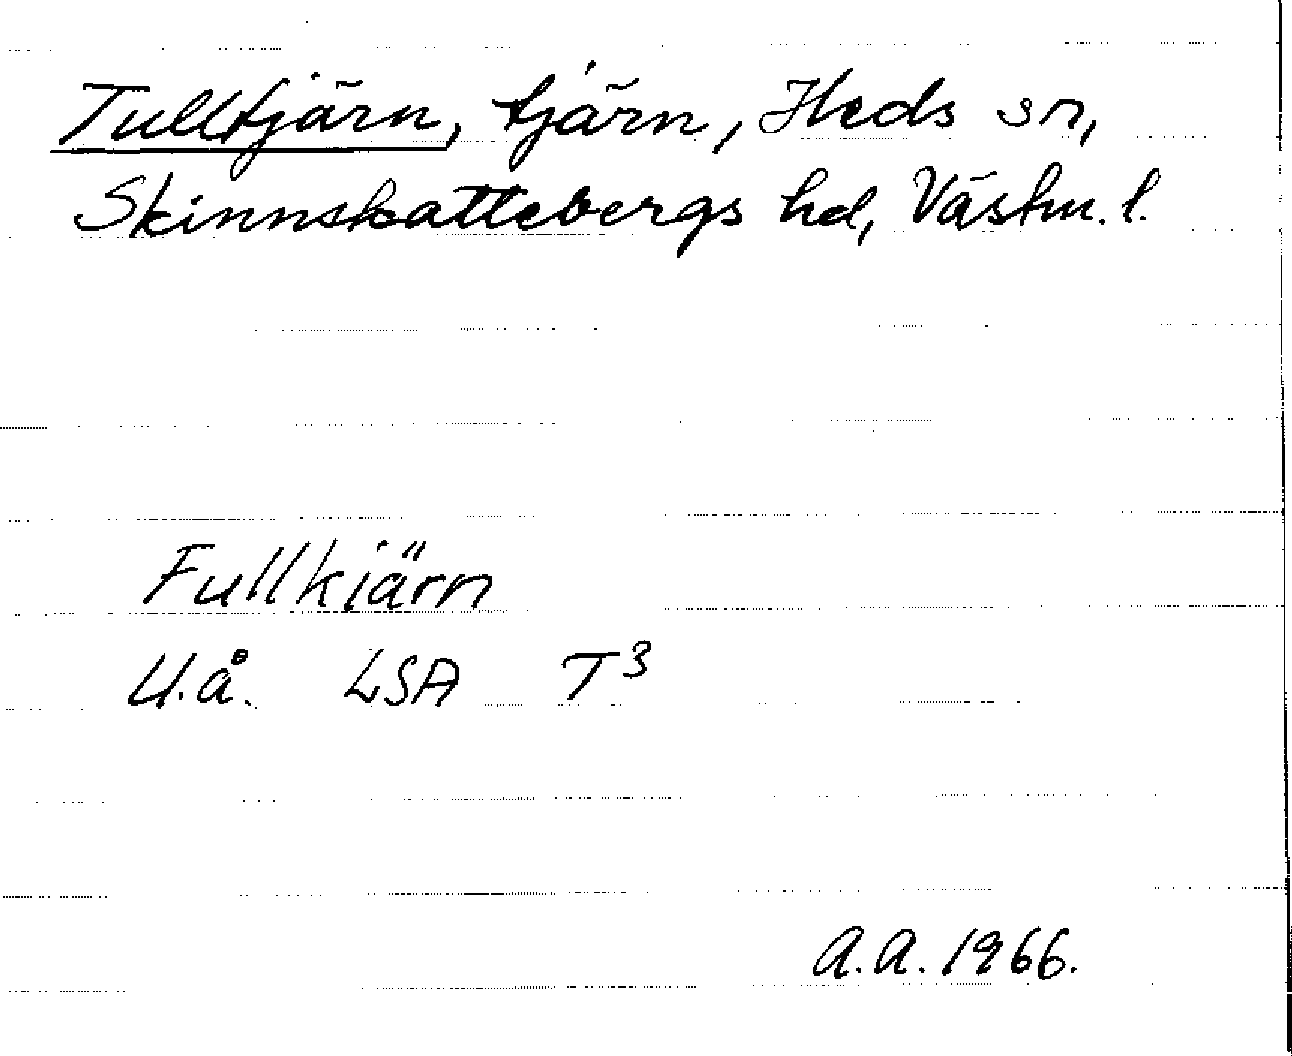 Tulltjärn, tjärn, Heds sn,
Skinnskattebergs hd, Västm. l.
Fullkiärn
U.å. LSA T³
A.A. 1966.